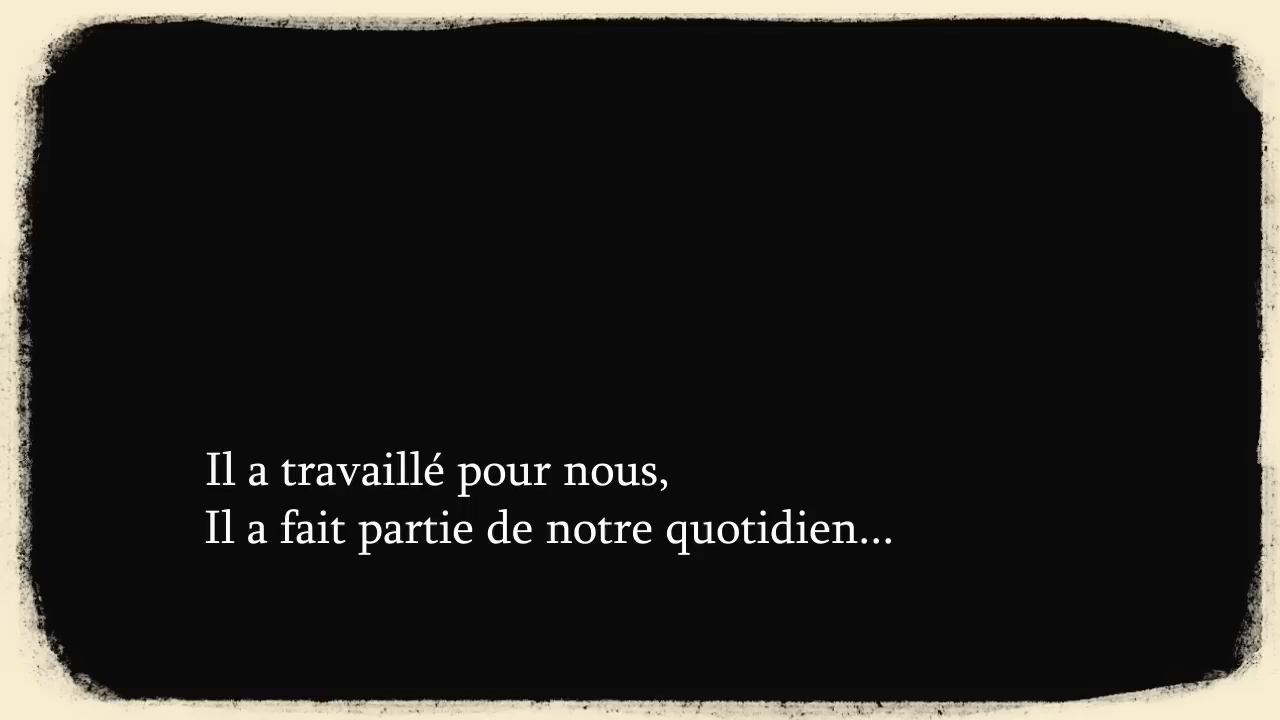 Il a travaillé pour nous,
Il a fait partie de notre quotidien...